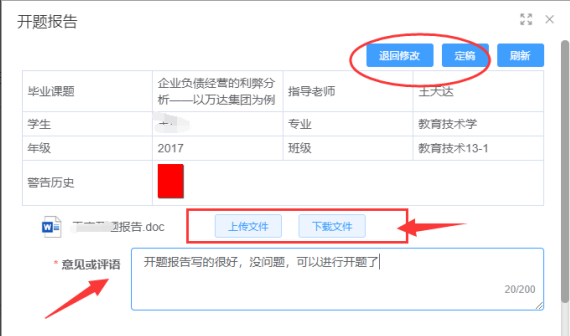 开题报告
退回修改 定稿 刷新
毕业课题 企业负债经营的利弊分析——以万达集团为例 指导老师 王大达
学生 专业 教育技术学
年级 2017 班级 教育技术13-1
警告历史
题报告.doc 上传文件 下载文件
* 意见或评语 开题报告写的很好，没问题，可以进行开题了
20/200